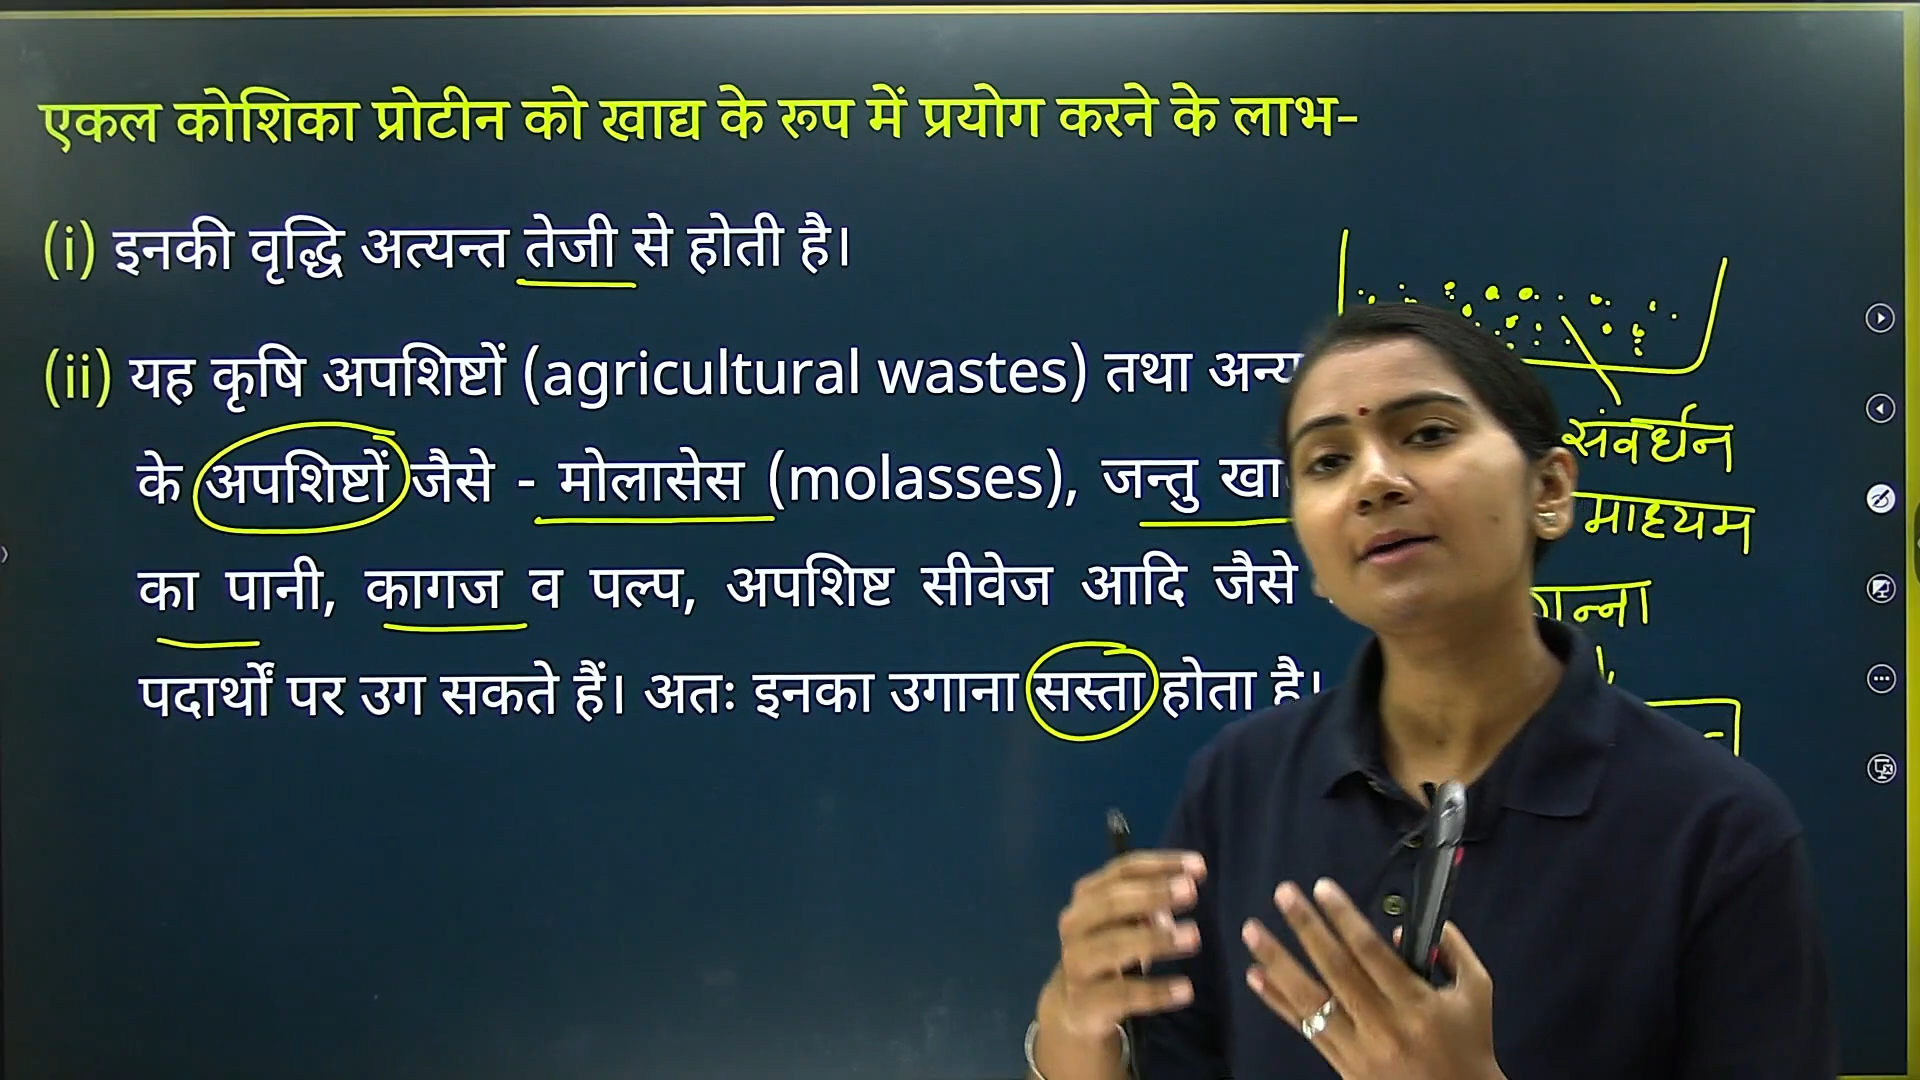 एकल कोशिका प्रोटीन को खाद्य के रूप में प्रयोग करने के लाभ-
(i) इनकी वृद्धि अत्यन्त तेजी से होती है।
(ii) यह कृषि अपशिष्टों (agricultural wastes) तथा अन्य
के अपशिष्टों जैसे - मोलासेस (molasses), जन्तु
का पानी, कागज व पल्प, अपशिष्ट सीवेज आदि जैसे
पदार्थों पर उग सकते हैं। अतः इनका उगाना सस्ता होता है।
संवर्धन
माध्यम
गन्ना